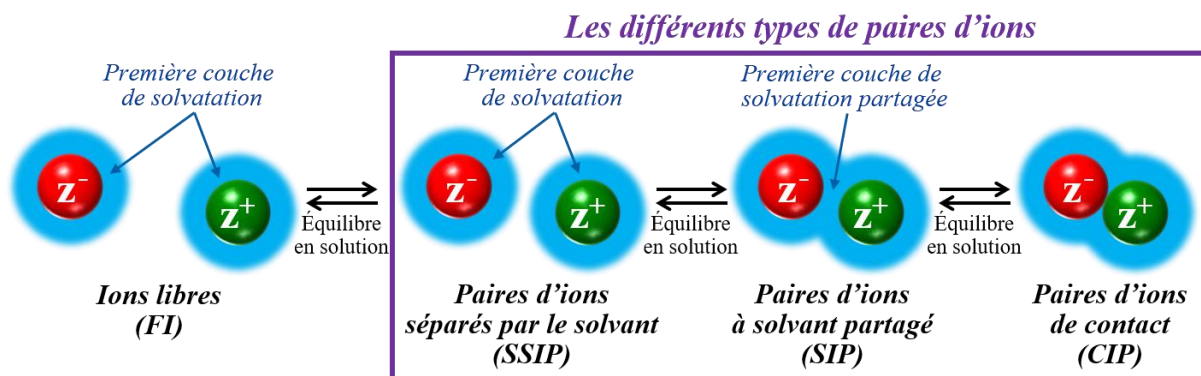 Les différents types de paires d'ions
Première couche
de solvatation
Première couche
de solvatation
Première couche de
solvatation partagée
z⁻
z⁺
Équilibre
en solution
z⁻
z⁺
Équilibre
en solution
z⁻
z⁺
Équilibre
en solution
z⁻
z⁺
Ions libres
(FI)
Paires d'ions
séparés par le solvant
(SSIP)
Paires d'ions
à solvant partagé
(SIP)
Paires d'ions
de contact
(CIP)